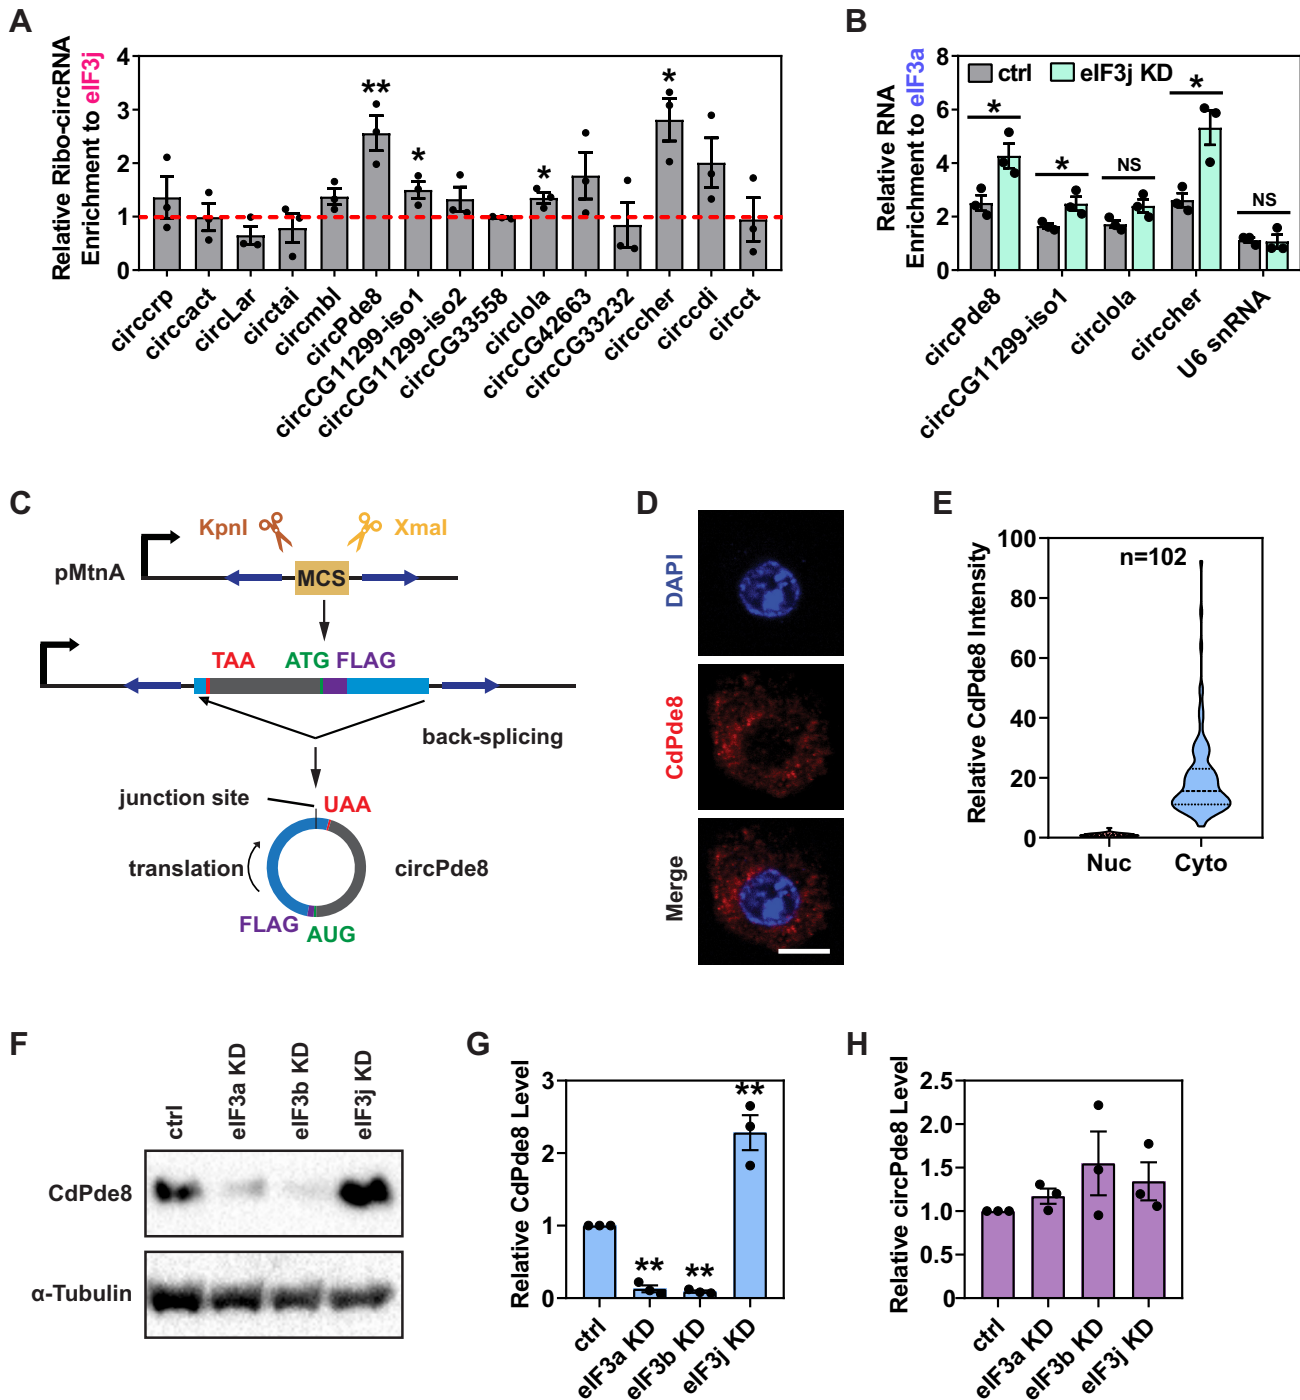 A
Relative Ribo-circRNA
Enrichment to eIF3j
4
3
2
1
0
**
*
*
*
circcrp
circcact
circLar
circtai
circmbl
circPde8
circCG11299-iso1
circCG11299-iso2
circCG33558
circlola
circCG42663
circCG33232
circcher
circcdi
circct
B
Relative RNA
Enrichment to eIF3a
8
6
4
2
0
ctrl
eIF3j KD
*
*
NS
*
NS
circPde8
circCG11299-iso1
circlola
circcher
U6 snRNA
C
KpnI
XmaI
pMtnA
MCS
TAA
ATG
FLAG
back-splicing
junction site
UAA
translation
circPde8
FLAG
AUG
D
DAPI
CdPde8
Merge
E
Relative CdPde8 Intensity
100
80
60
40
20
0
n=102
Nuc
Cyto
F
ctrl
eIF3a KD
eIF3b KD
eIF3j KD
CdPde8
α-Tubulin
G
Relative CdPde8 Level
3
2
1
0
**
**
**
ctrl
eIF3a KD
eIF3b KD
eIF3j KD
H
Relative circPde8 Level
2.5
2.0
1.5
1.0
0.5
0
ctrl
eIF3a KD
eIF3b KD
eIF3j KD